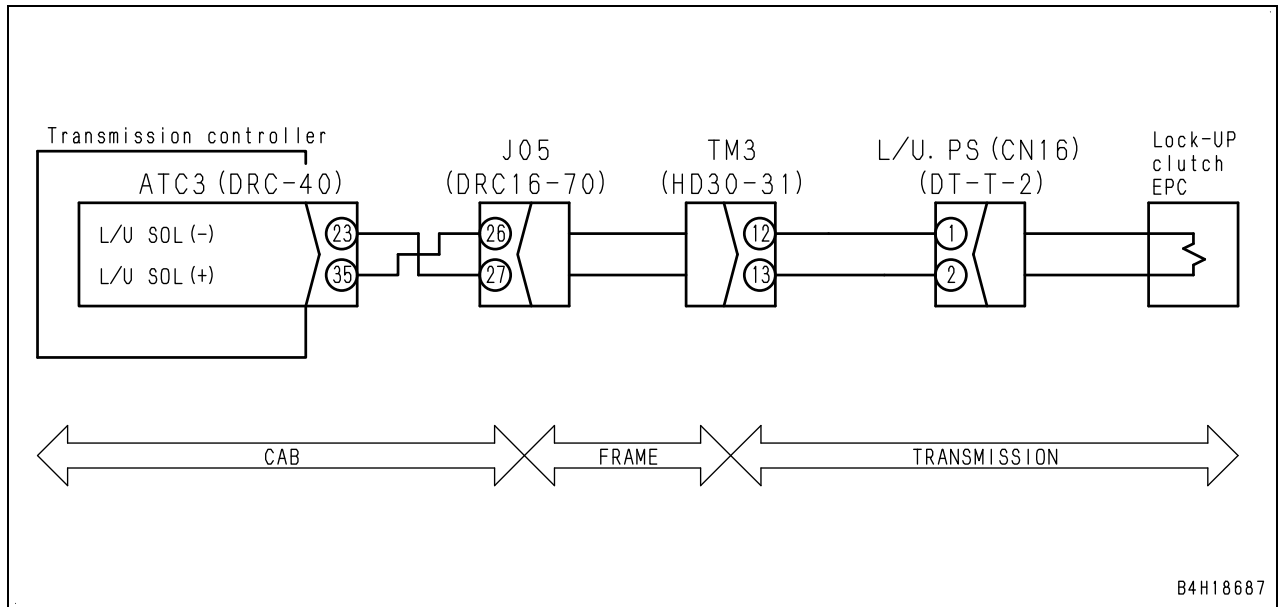 Transmission controller
ATC3 (DRC-40)
L/U SOL (-)
L/U SOL (+)
23
35
J05
(DRC16-70)
26
27
TM3
(HD30-31)
12
13
L/U. PS (CN16)
(DT-T-2)
1
2
Lock-UP
clutch
EPC
CAB
FRAME
TRANSMISSION
B4H18687